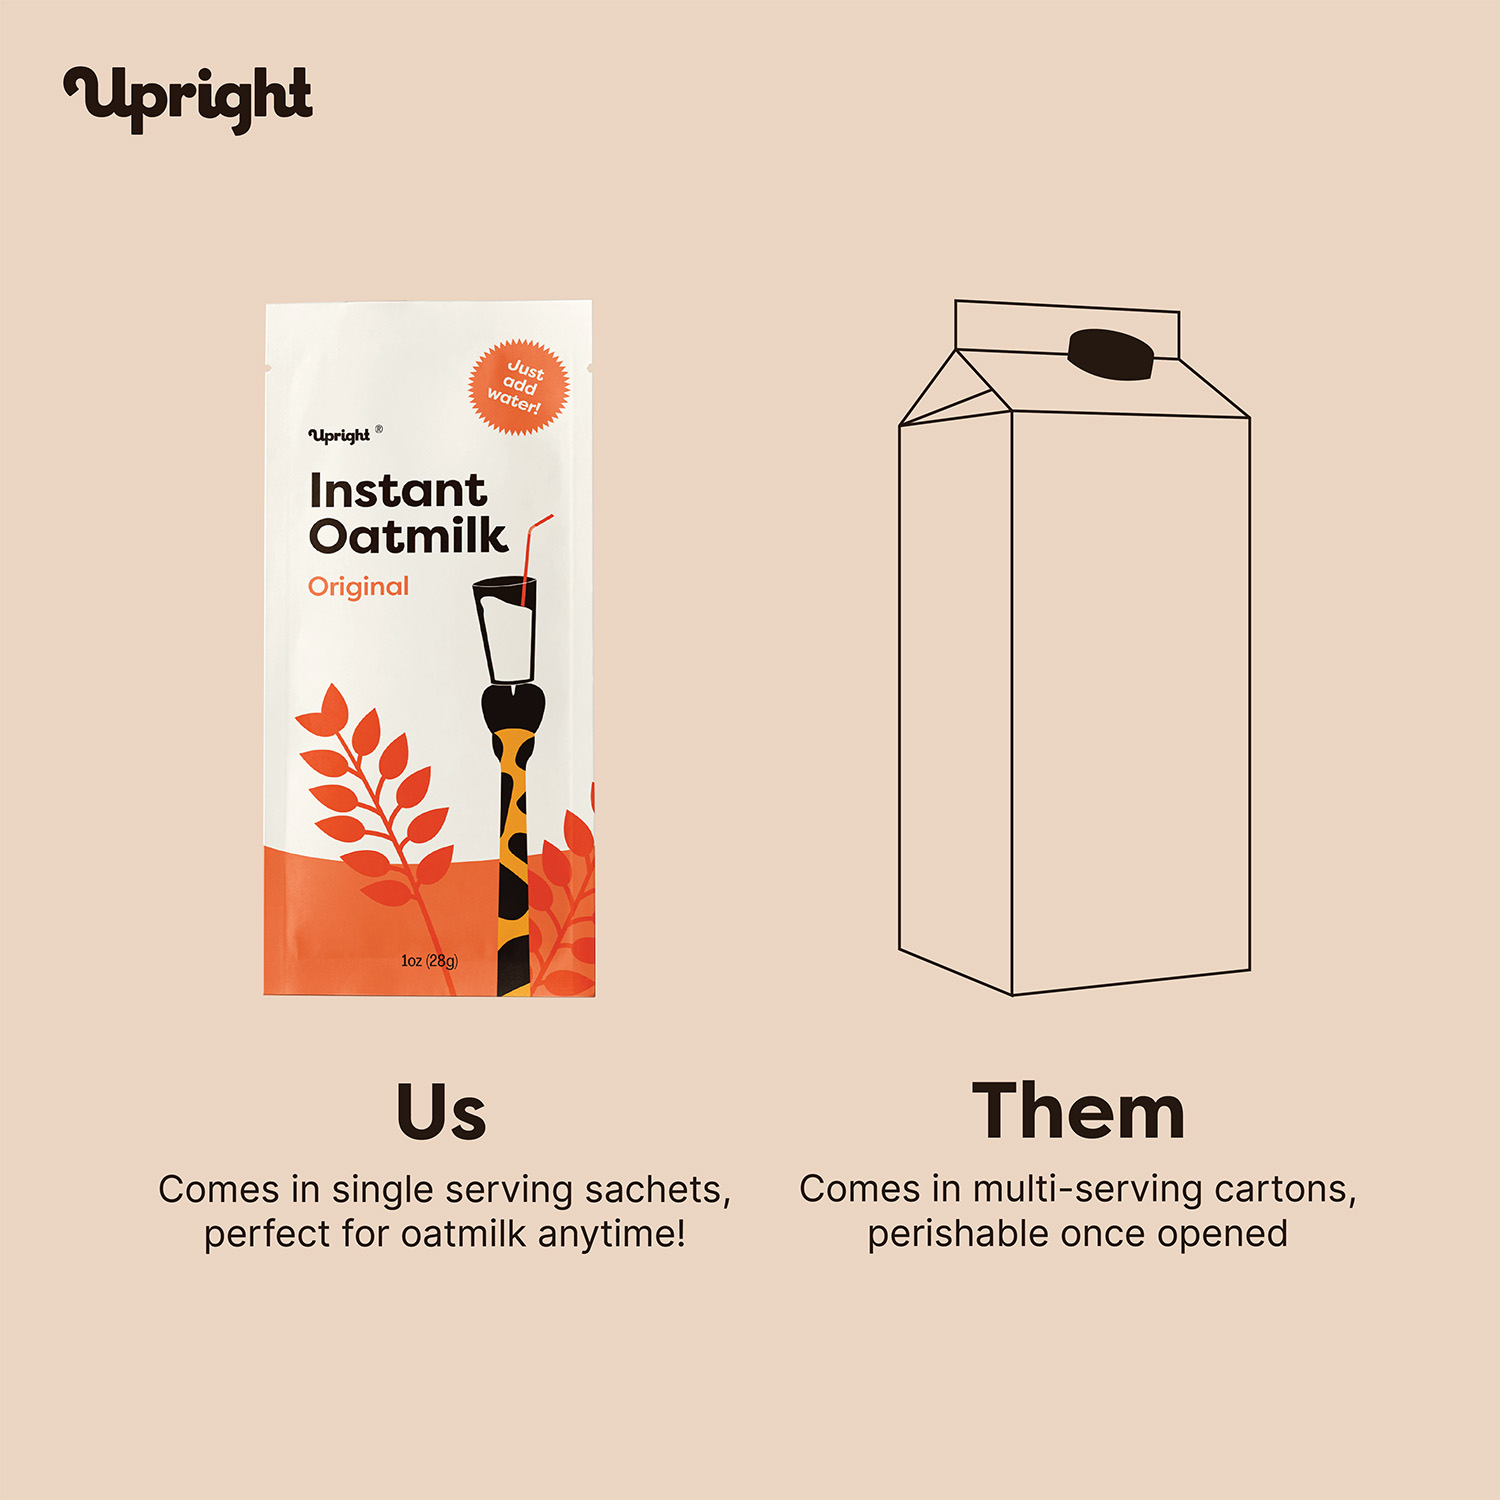 Upright
Just
add
water!
Upright ®
Instant
Oatmilk
Original
1oz (28g)
Us
Comes in single serving sachets,
perfect for oatmilk anytime!
Them
Comes in multi-serving cartons,
perishable once opened